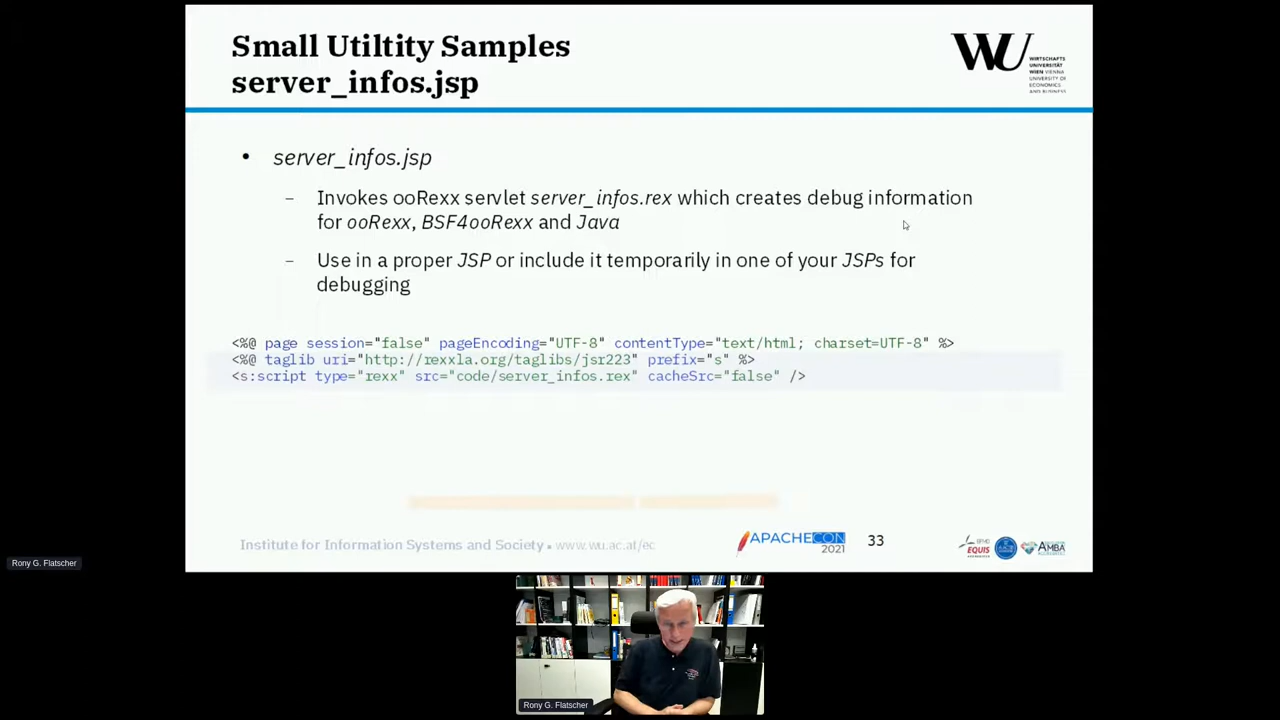 Small Utiltity Samples
server_infos.jsp
WU
WIRTSCHAFTS
UNIVERSITÄT
WIEN VIENNA
UNIVERSITY OF
ECONOMICS
AND BUSINESS
• server_infos.jsp
– Invokes ooRexx servlet server_infos.rex which creates debug information
for ooRexx, BSF4ooRexx and Java
– Use in a proper JSP or include it temporarily in one of your JSPs for
debugging
<%@ page session="false" pageEncoding="UTF-8" contentType="text/html; charset=UTF-8" %>
<%@ taglib uri="http://rexxla.org/taglibs/jsr223" prefix="s" %>
<s:script type="rexx" src="code/server_infos.rex" cacheSrc="false" />
Institute for Information Systems and Society ▪ www.wu.ac.at/ec
APACHECON
2021
33
EFMD
EQUIS
AMBA
Rony G. Flatscher
Rony G. Flatscher